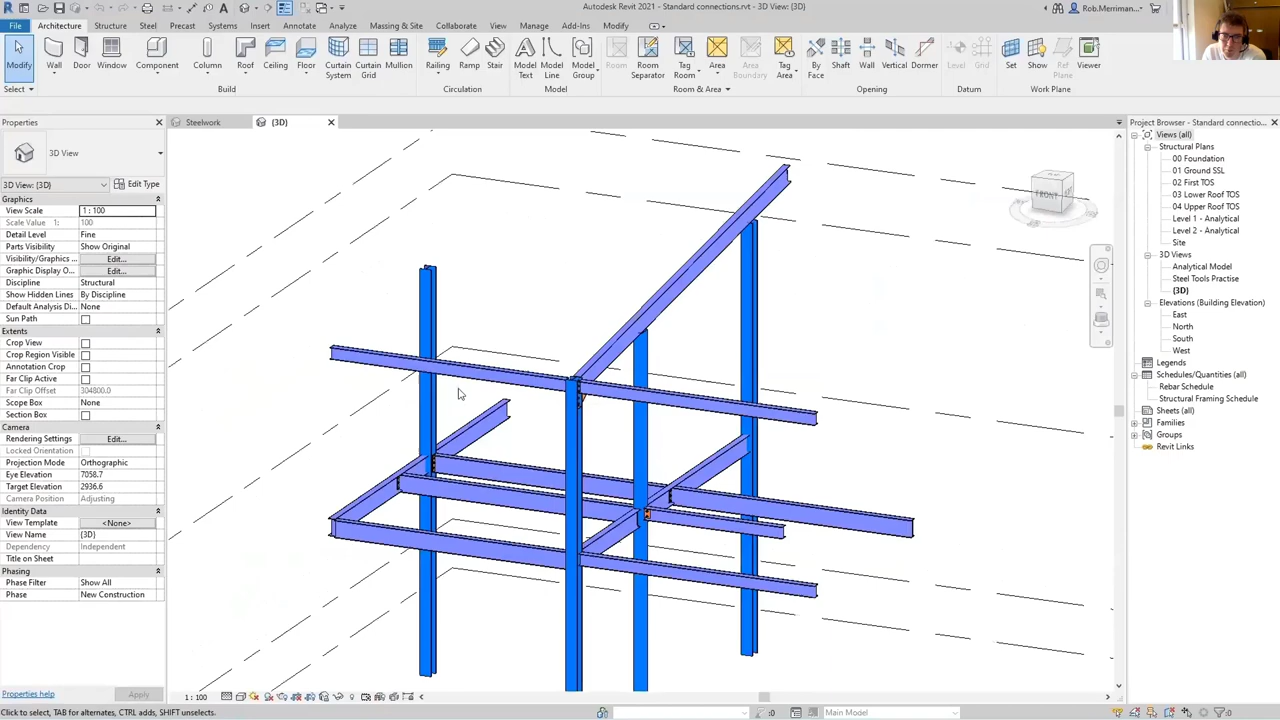 Autodesk Revit 2021 - Standard connections.rvt - 3D View: {3D}
Rob.Merriman...
File Architecture Structure Steel Precast Systems Insert Annotate Analyze Massing & Site Collaborate View Manage Add-Ins Modify
Modify Wall Door Window Component Column Roof Ceiling Floor Curtain System Curtain Grid Mullion Railing Ramp Stair Model Text Model Line Model Group Room Room Separator Tag Room Area Area Boundary Tag Area By Face Shaft Wall Vertical Dormer Level Grid Set Show Ref Plane Viewer
Select Build Circulation Model Room & Area Opening Datum Work Plane
Properties
Steelwork
{3D}
Project Browser - Standard connectio...
3D View
3D View: {3D}
Edit Type
Graphics
View Scale 1 : 100
Scale Value 1: 100
Detail Level Fine
Parts Visibility Show Original
Visibility/Graphics ... Edit...
Graphic Display O... Edit...
Discipline Structural
Show Hidden Lines By Discipline
Default Analysis Di... None
Sun Path
Extents
Crop View
Crop Region Visible
Annotation Crop
Far Clip Active
Far Clip Offset 304800.0
Scope Box None
Section Box
Camera
Rendering Settings Edit...
Locked Orientation
Projection Mode Orthographic
Eye Elevation 7058.7
Target Elevation 2936.6
Camera Position Adjusting
Identity Data
View Template <None>
View Name {3D}
Dependency Independent
Title on Sheet
Phasing
Phase Filter Show All
Phase New Construction
Properties help
Apply
FRONT
Views (all)
Structural Plans
00 Foundation
01 Ground SSL
02 First TOS
03 Lower Roof TOS
04 Upper Roof TOS
Level 1 - Analytical
Level 2 - Analytical
Site
3D Views
Analytical Model
Steel Tools Practise
{3D}
Elevations (Building Elevation)
East
North
South
West
Legends
Schedules/Quantities (all)
Rebar Schedule
Structural Framing Schedule
Sheets (all)
Families
Groups
Revit Links
1 : 100
Click to select, TAB for alternates, CTRL adds, SHIFT unselects.
:0
Main Model
:0